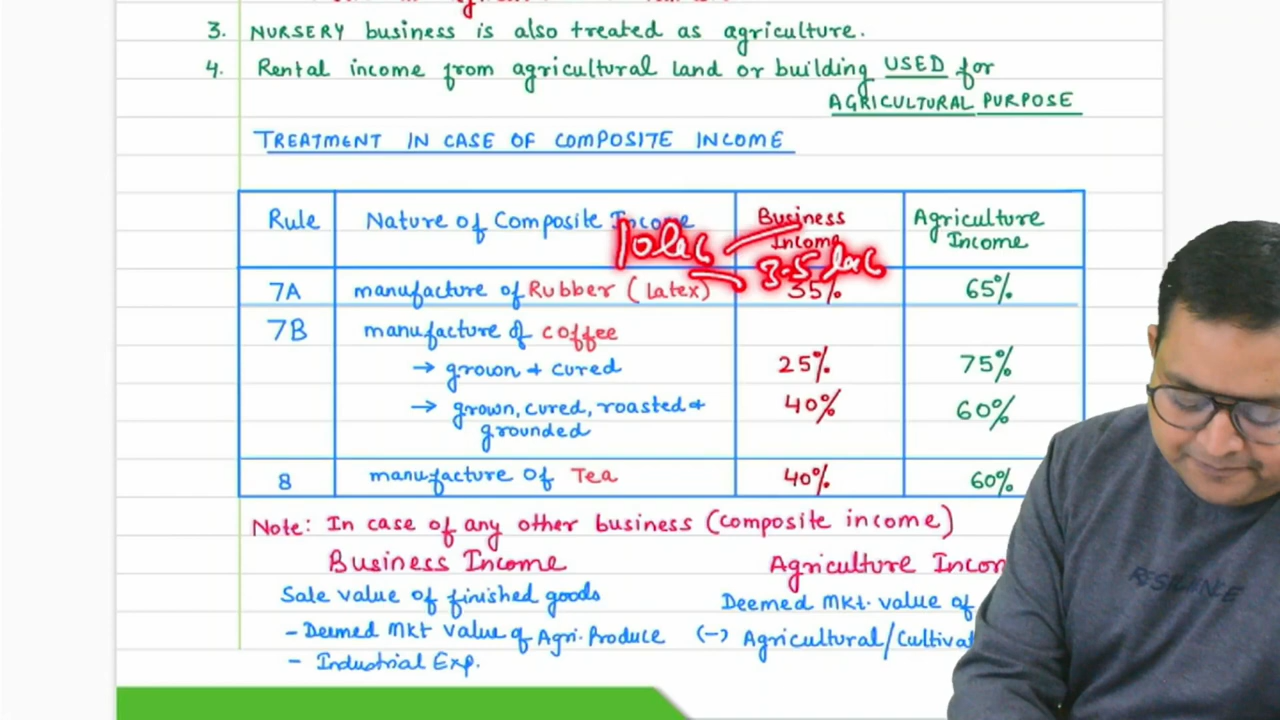 3. NURSERY business is also treated as agriculture.
4. Rental income from agricultural land or building USED for
AGRICULTURAL PURPOSE
TREATMENT IN CASE OF COMPOSITE INCOME
Rule Nature of Composite Income Business Income Agriculture Income
10lac
3.5 lac
7A manufacture of Rubber (Latex) 35% 65%
7B manufacture of coffee
→ grown + cured 25% 75%
→ grown, cured, roasted + 40% 60%
grounded
8 manufacture of Tea 40% 60%
Note: In case of any other business (composite income)
Business Income Agriculture
Sale value of finished goods Deemed Mkt. value of
- Deemed Mkt value of Agri. Produce (-) Agricultural/
- Industrial Exp.
RESILIENCE